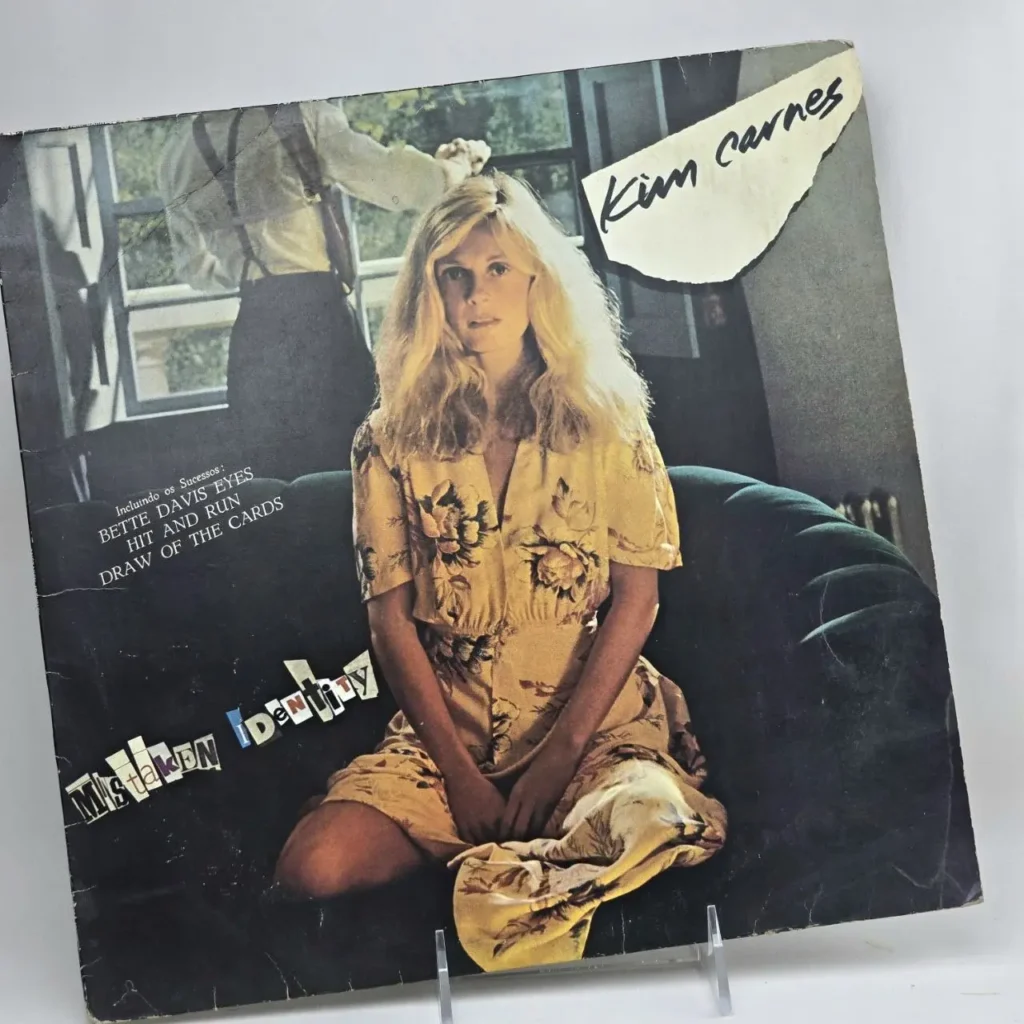 Kim carnes
Incluindo os Sucessos:
BETTE DAVIS EYES
HIT AND RUN
DRAW OF THE CARDS
MistaKEN IDeNtiTy